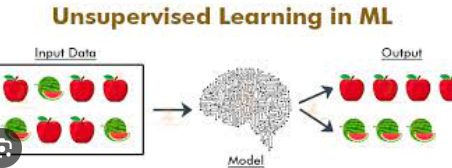 Unsupervised Learning in ML
Input Data
Output
Model